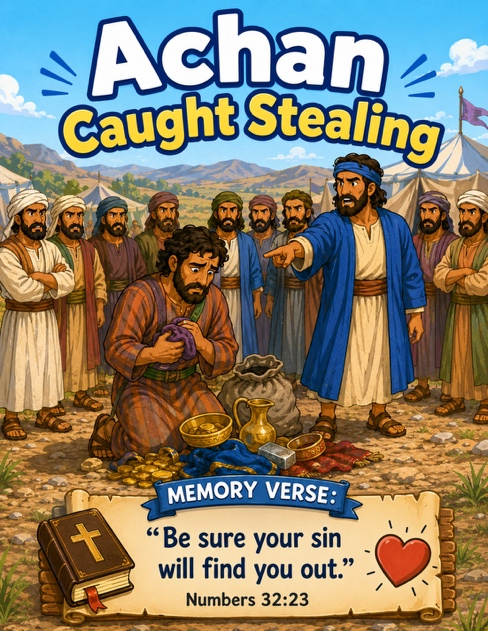 Achan
Caught Stealing
MEMORY VERSE:
“Be sure your sin
will find you out.”
Numbers 32:23